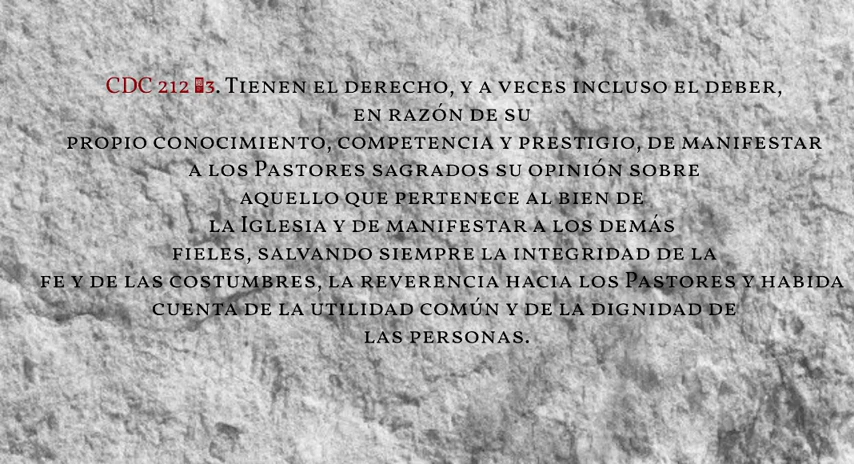 CDC 212 3. Tienen el derecho, y a veces incluso el deber,
en razón de su
propio conocimiento, competencia y prestigio, de manifestar
a los Pastores sagrados su opinión sobre
aquello que pertenece al bien de
la Iglesia y de manifestar a los demás
fieles, salvando siempre la integridad de la
fe y de las costumbres, la reverencia hacia los Pastores y habida
cuenta de la utilidad común y de la dignidad de
las personas.